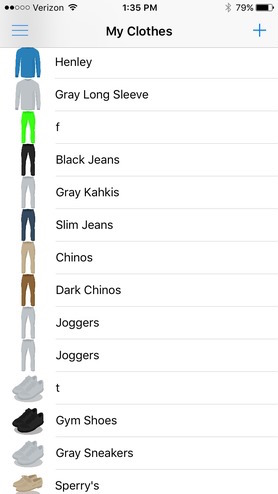 Verizon 1:35 PM 79%
My Clothes +
Henley
Gray Long Sleeve
f
Black Jeans
Gray Kahkis
Slim Jeans
Chinos
Dark Chinos
Joggers
Joggers
t
Gym Shoes
Gray Sneakers
Sperry's